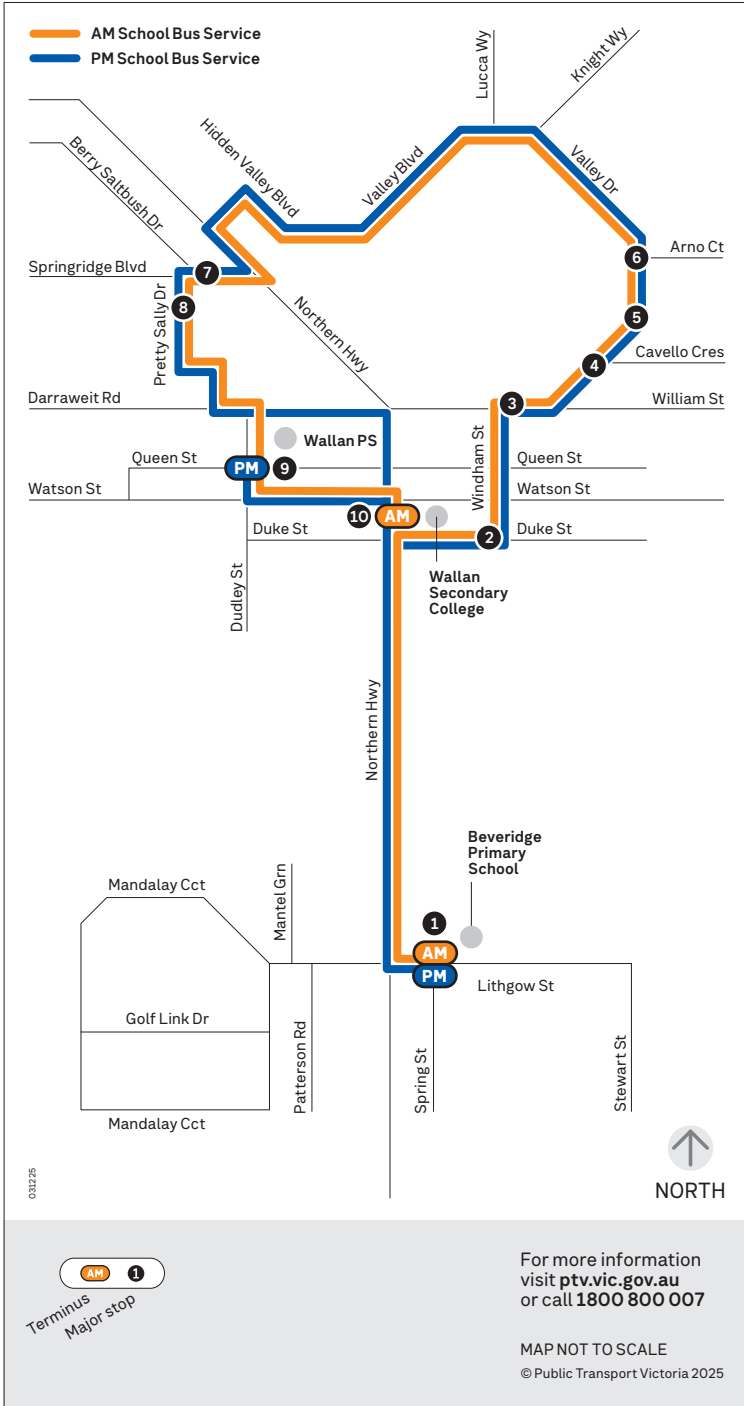 AM School Bus Service
PM School Bus Service
Lucca Wy
Knight Wy
Hidden Valley Blvd
Valley Blvd
Valley Dr
Berry Saltbush Dr
6
Arno Ct
Springridge Blvd
7
8
Pretty Sally Dr
Northern Hwy
5
4
Cavello Cres
Darraweit Rd
3
William St
Wallan PS
Windham St
Queen St
PM
9
Queen St
Watson St
Watson St
10
AM
Duke St
2
Duke St
Dudley St
Wallan
Secondary
College
Northern Hwy
Beveridge
Primary
School
Mandalay Cct
Mantel Grn
1
AM
PM
Lithgow St
Golf Link Dr
Patterson Rd
Spring St
Stewart St
Mandalay Cct
031225
NORTH
AM
1
Terminus
Major stop
For more information
visit ptv.vic.gov.au
or call 1800 800 007
MAP NOT TO SCALE
© Public Transport Victoria 2025